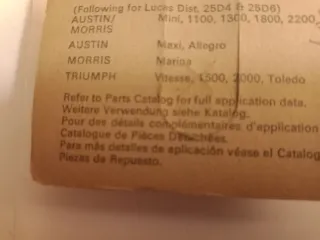 (Following for Lucas Dist. 25D4 & 25D6)
AUSTIN/ Mini, 1100, 1300, 1800, 2200,
MORRIS
AUSTIN Maxi, Allegro
MORRIS Marina
TRIUMPH Vitesse, 1500, 2000, Toledo
Refer to Parts Catalog for full application data.
Weitere Verwendung siehe Katalog.
Pour des détails complémentaires d'application
Catalogue de Pièces Détachées.
Para más detalles de aplicación véase el Catalog
Piezas de Repuesto.